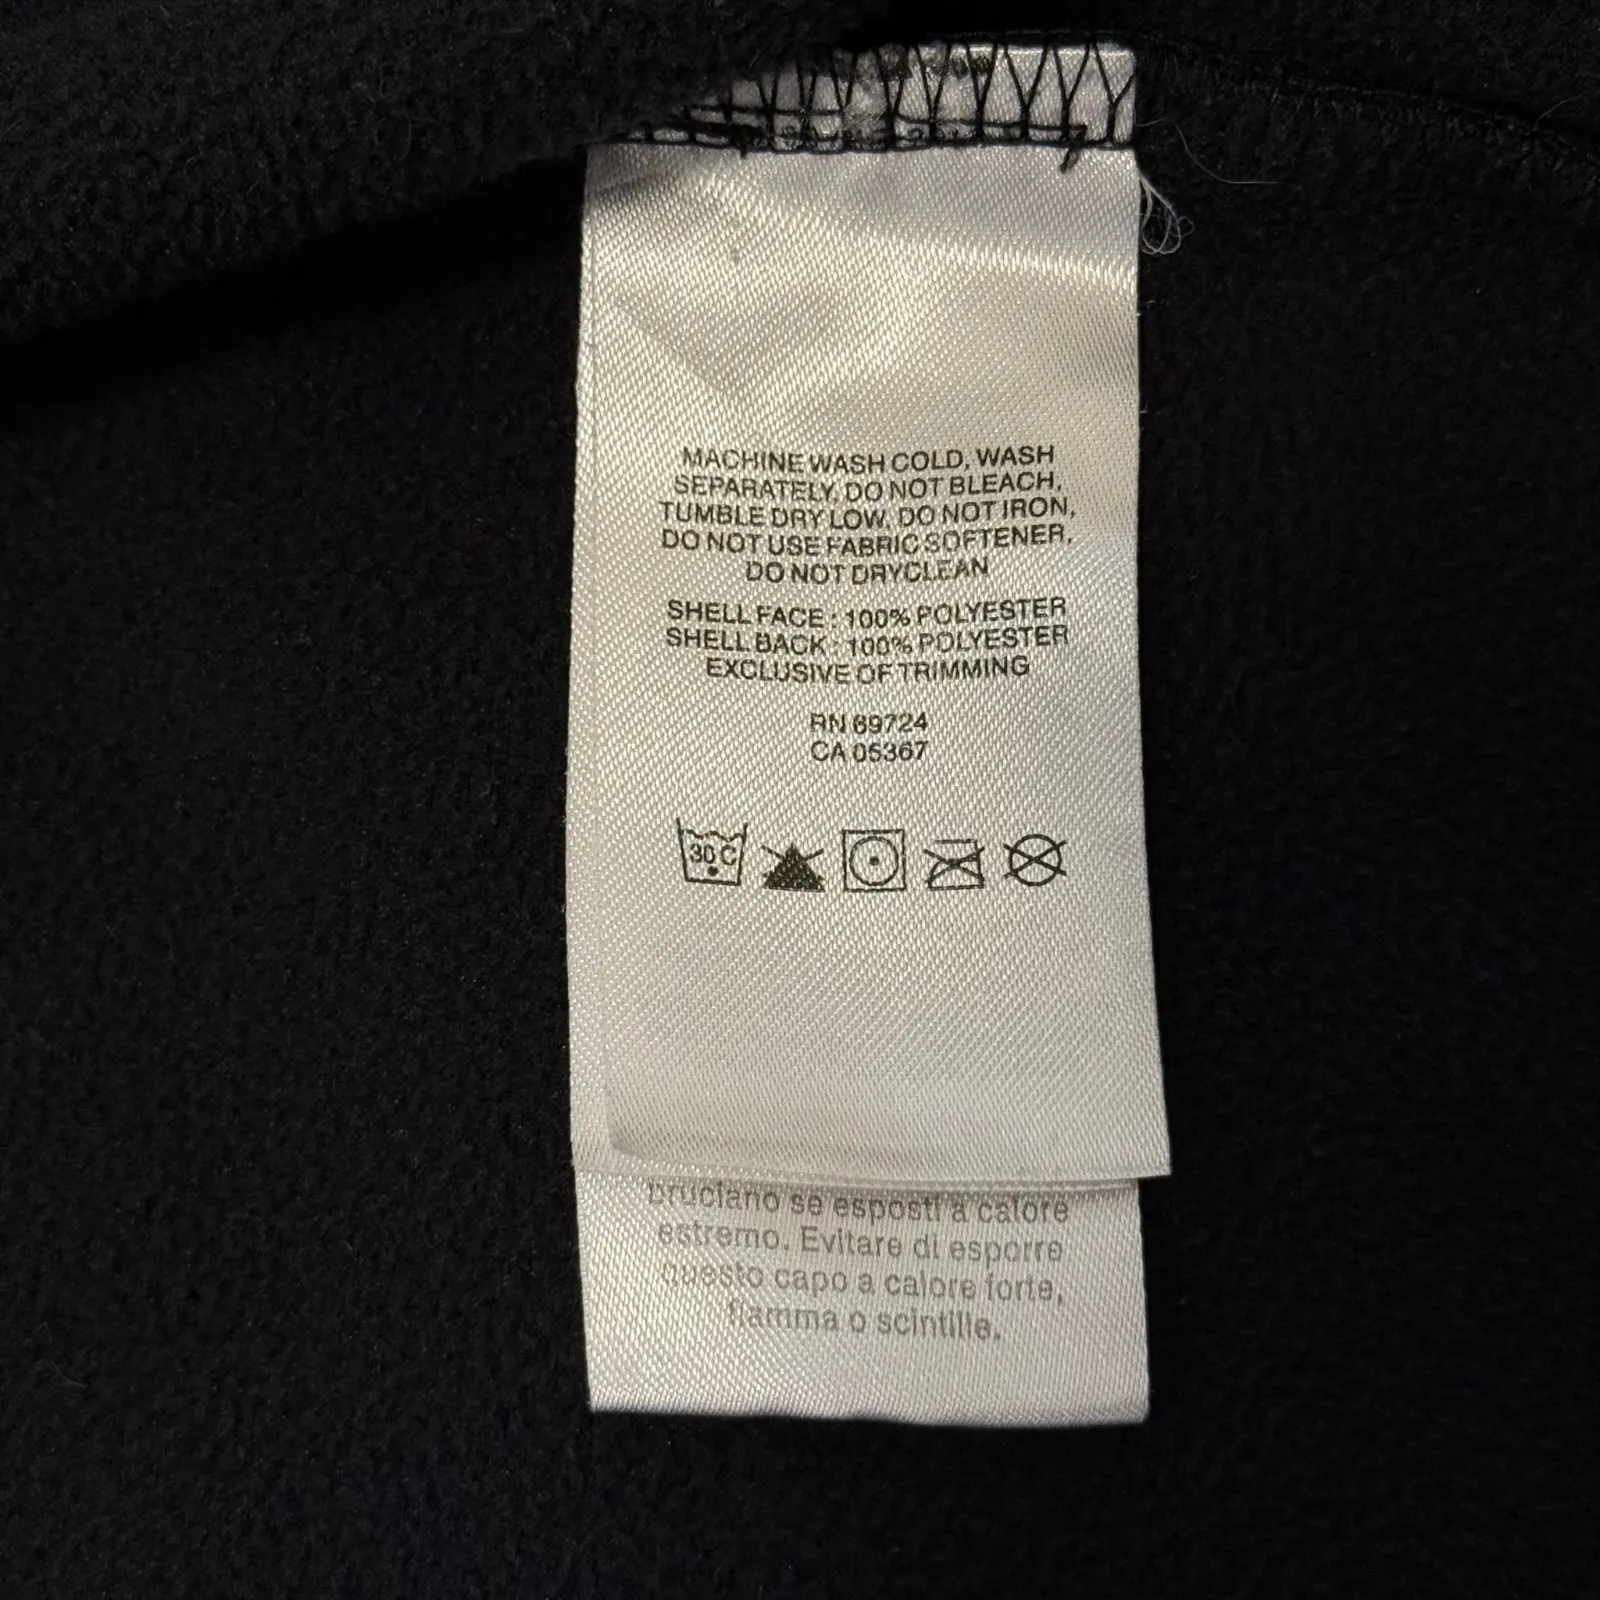 MACHINE WASH COLD, WASH
SEPARATELY, DO NOT BLEACH,
TUMBLE DRY LOW, DO NOT IRON,
DO NOT USE FABRIC SOFTENER,
DO NOT DRYCLEAN
SHELL FACE : 100% POLYESTER
SHELL BACK : 100% POLYESTER
EXCLUSIVE OF TRIMMING
RN 69724
CA 05367
30 C
bruciano se esposti a calore
estremo. Evitare di esporre
questo capo a calore forte,
fiamma o scintille.